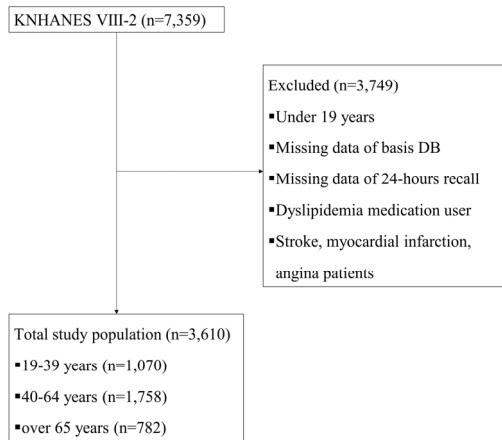 KNHANES VIII-2 (n=7,359)
Excluded (n=3,749)
▪Under 19 years
▪Missing data of basis DB
▪Missing data of 24-hours recall
▪Dyslipidemia medication user
▪Stroke, myocardial infarction,
angina patients
Total study population (n=3,610)
▪19-39 years (n=1,070)
▪40-64 years (n=1,758)
▪over 65 years (n=782)